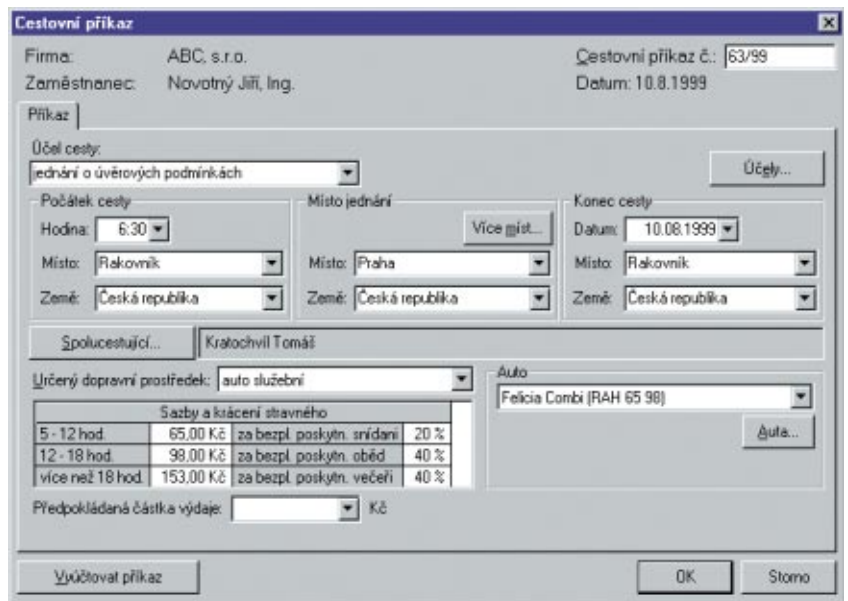 Cestovní příkaz
Firma: ABC, s.r.o. Cestovní příkaz č.: 63/99
Zaměstnanec: Novotný Jiří, Ing. Datum: 10.8.1999
Příkaz
Účel cesty:
jednání o úvěrových podmínkách Účely...
Počátek cesty Místo jednání Konec cesty
Hodina: 6:30 Více míst... Datum: 10.08.1999
Místo: Rakovník Místo: Praha Místo: Rakovník
Země: Česká republika Země: Česká republika Země: Česká republika
Spolucestující... Kratochvíl Tomáš
Určený dopravní prostředek: auto služební Auto
Felicia Combi (RAH 65 98)
Sazby a krácení stravného
Auta...
5 - 12 hod. 65,00 Kč za bezpl. poskytn. snídani 20 %
12 - 18 hod. 98,00 Kč za bezpl. poskytn. oběd 40 %
více než 18 hod. 153,00 Kč za bezpl. poskytn. večeři 40 %
Předpokládaná částka výdaje: Kč
Vyúčtovat příkaz OK Storno